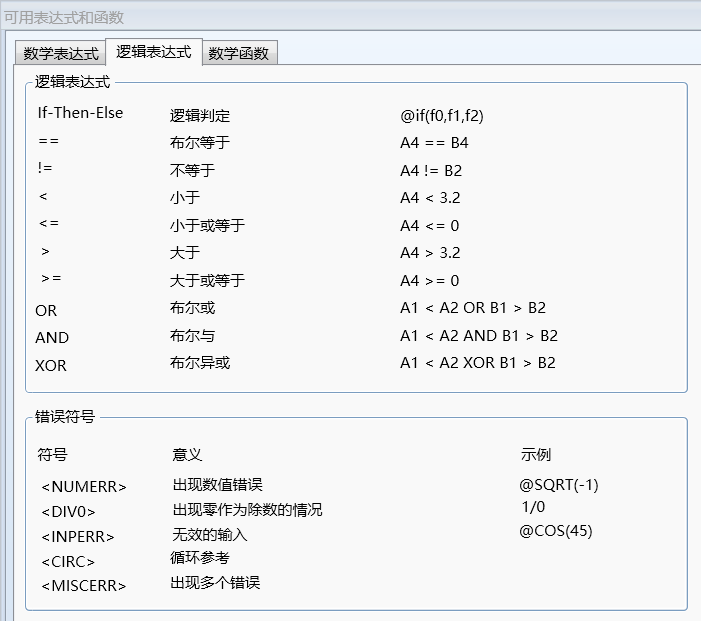 可用表达式和函数
数学表达式 逻辑表达式 数学函数
逻辑表达式
If-Then-Else 逻辑判定 @if(f0,f1,f2)
== 布尔等于 A4 == B4
!= 不等于 A4 != B2
< 小于 A4 < 3.2
<= 小于或等于 A4 <= 0
> 大于 A4 > 3.2
>= 大于或等于 A4 >= 0
OR 布尔或 A1 < A2 OR B1 > B2
AND 布尔与 A1 < A2 AND B1 > B2
XOR 布尔异或 A1 < A2 XOR B1 > B2
错误符号
符号 意义 示例
<NUMERR> 出现数值错误 @SQRT(-1)
<DIV0> 出现零作为除数的情况 1/0
<INPERR> 无效的输入 @COS(45)
<CIRC> 循环参考
<MISCERR> 出现多个错误